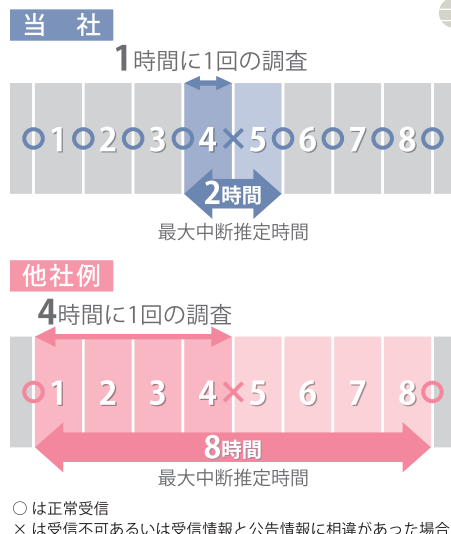 当 社
1時間に1回の調査
○1○2○3○4×5○6○7○8○
2時間
最大中断推定時間
他社例
4時間に1回の調査
○1 2 3 4×5 6 7 8○
8時間
最大中断推定時間
○ は正常受信
× は受信不可あるいは受信情報と公告情報に相違があった場合